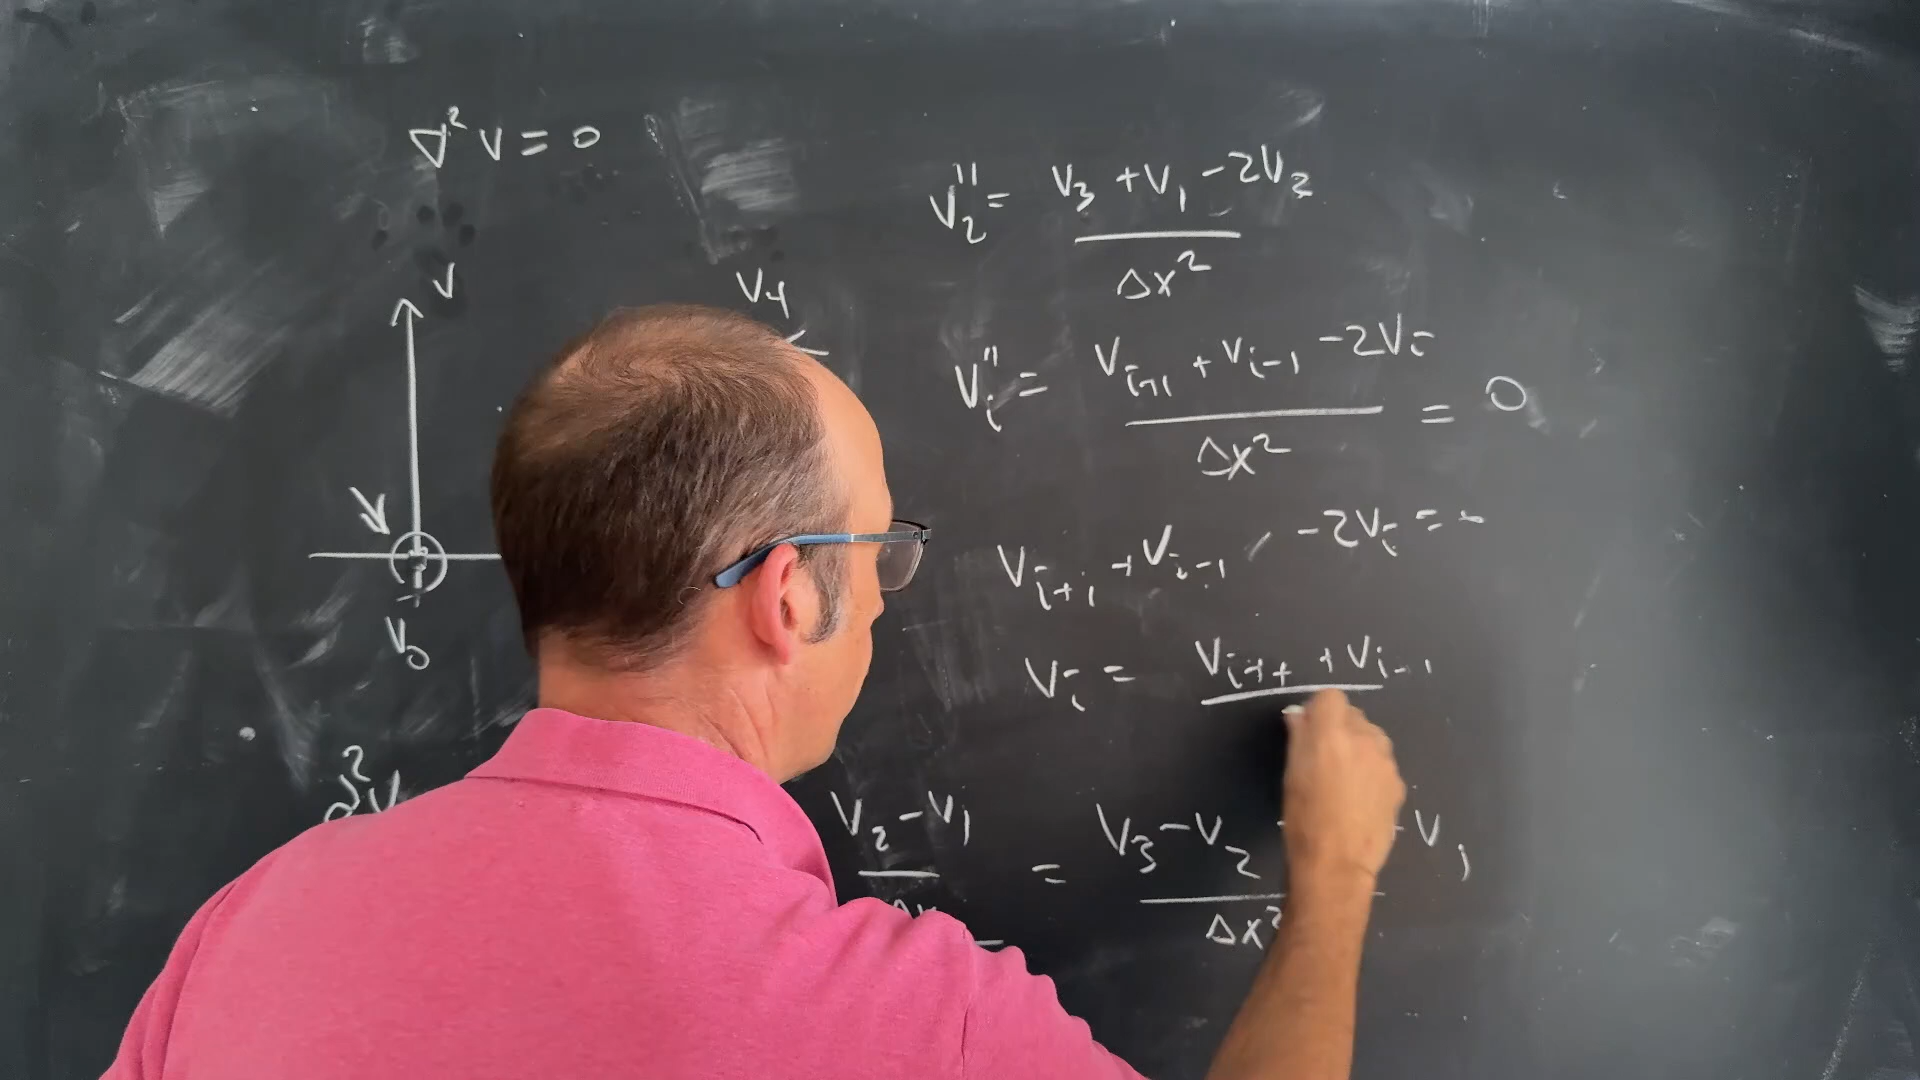 ∇²V = 0
V₂'' = (V₃ + V₁ - 2V₂) / Δx²
V
V₄
Vᵢ'' = (Vᵢ₊₁ + Vᵢ₋₁ - 2Vᵢ) / Δx² = 0
Vᵢ₊₁ + Vᵢ₋₁ - 2Vᵢ =
V₀
Vᵢ = Vᵢ₊₁ + Vᵢ₋₁
∂²V
V₂ - V₁
= V₃ - V₂ - V₁
Δx²